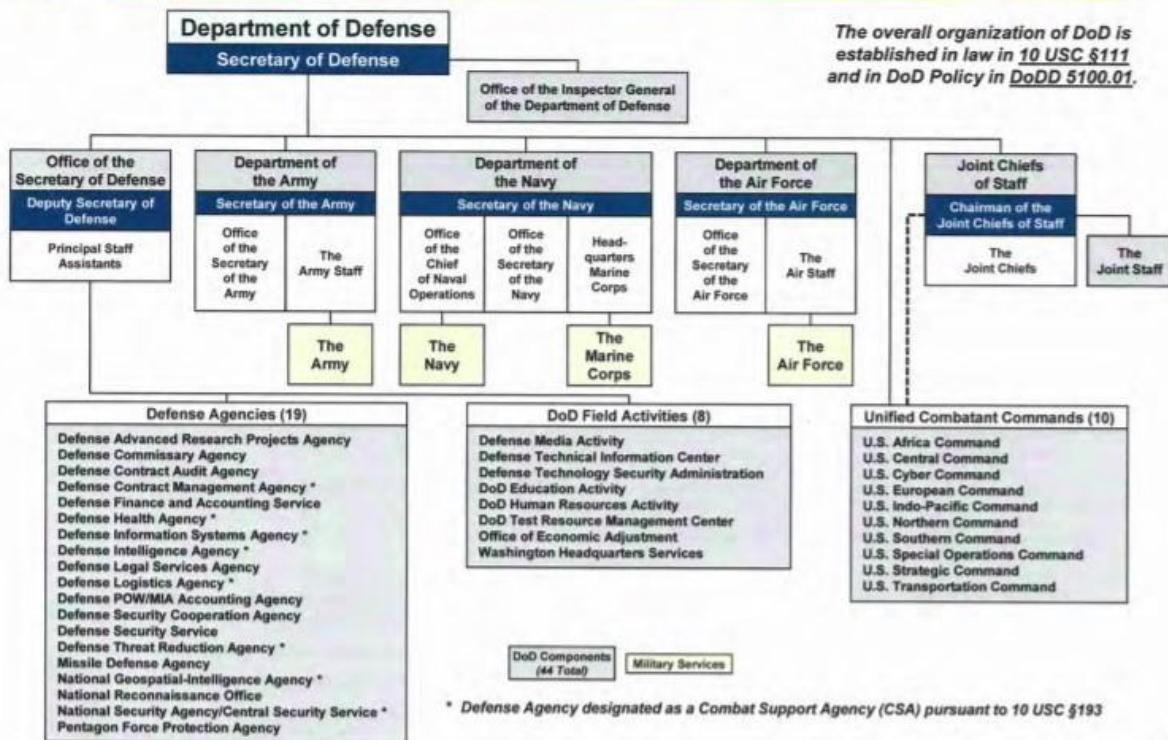 Department of Defense
Secretary of Defense
The overall organization of DoD is
established in law in 10 USC §111
and in DoD Policy in DoDD 5100.01.
Office of the Inspector General
of the Department of Defense
Office of the
Secretary of Defense
Deputy Secretary of
Defense
Principal Staff
Assistants
Department of
the Army
Secretary of the Army
Office
of the
Secretary
of the
Army
The
Army Staff
The
Army
Department of
the Navy
Secretary of the Navy
Office
of the
Chief
of Naval
Operations
Office
of the
Secretary
of the
Navy
Head-
quarters
Marine
Corps
The
Navy
The
Marine
Corps
Department of
the Air Force
Secretary of the Air Force
Office
of the
Secretary
of the
Air Force
The
Air Staff
The
Air Force
Joint Chiefs
of Staff
Chairman of the
Joint Chiefs of Staff
The
Joint Chiefs
The
Joint Staff
Defense Agencies (19)
Defense Advanced Research Projects Agency
Defense Commissary Agency
Defense Contract Audit Agency
Defense Contract Management Agency *
Defense Finance and Accounting Service
Defense Health Agency *
Defense Information Systems Agency *
Defense Intelligence Agency *
Defense Legal Services Agency
Defense Logistics Agency *
Defense POW/MIA Accounting Agency
Defense Security Cooperation Agency
Defense Security Service
Defense Threat Reduction Agency *
Missile Defense Agency
National Geospatial-Intelligence Agency *
National Reconnaissance Office
National Security Agency/Central Security Service *
Pentagon Force Protection Agency
DoD Field Activities (8)
Defense Media Activity
Defense Technical Information Center
Defense Technology Security Administration
DoD Education Activity
DoD Human Resources Activity
DoD Test Resource Management Center
Office of Economic Adjustment
Washington Headquarters Services
Unified Combatant Commands (10)
U.S. Africa Command
U.S. Central Command
U.S. Cyber Command
U.S. European Command
U.S. Indo-Pacific Command
U.S. Northern Command
U.S. Southern Command
U.S. Special Operations Command
U.S. Strategic Command
U.S. Transportation Command
DoD Components
(44 Total)
Military Services
* Defense Agency designated as a Combat Support Agency (CSA) pursuant to 10 USC §193